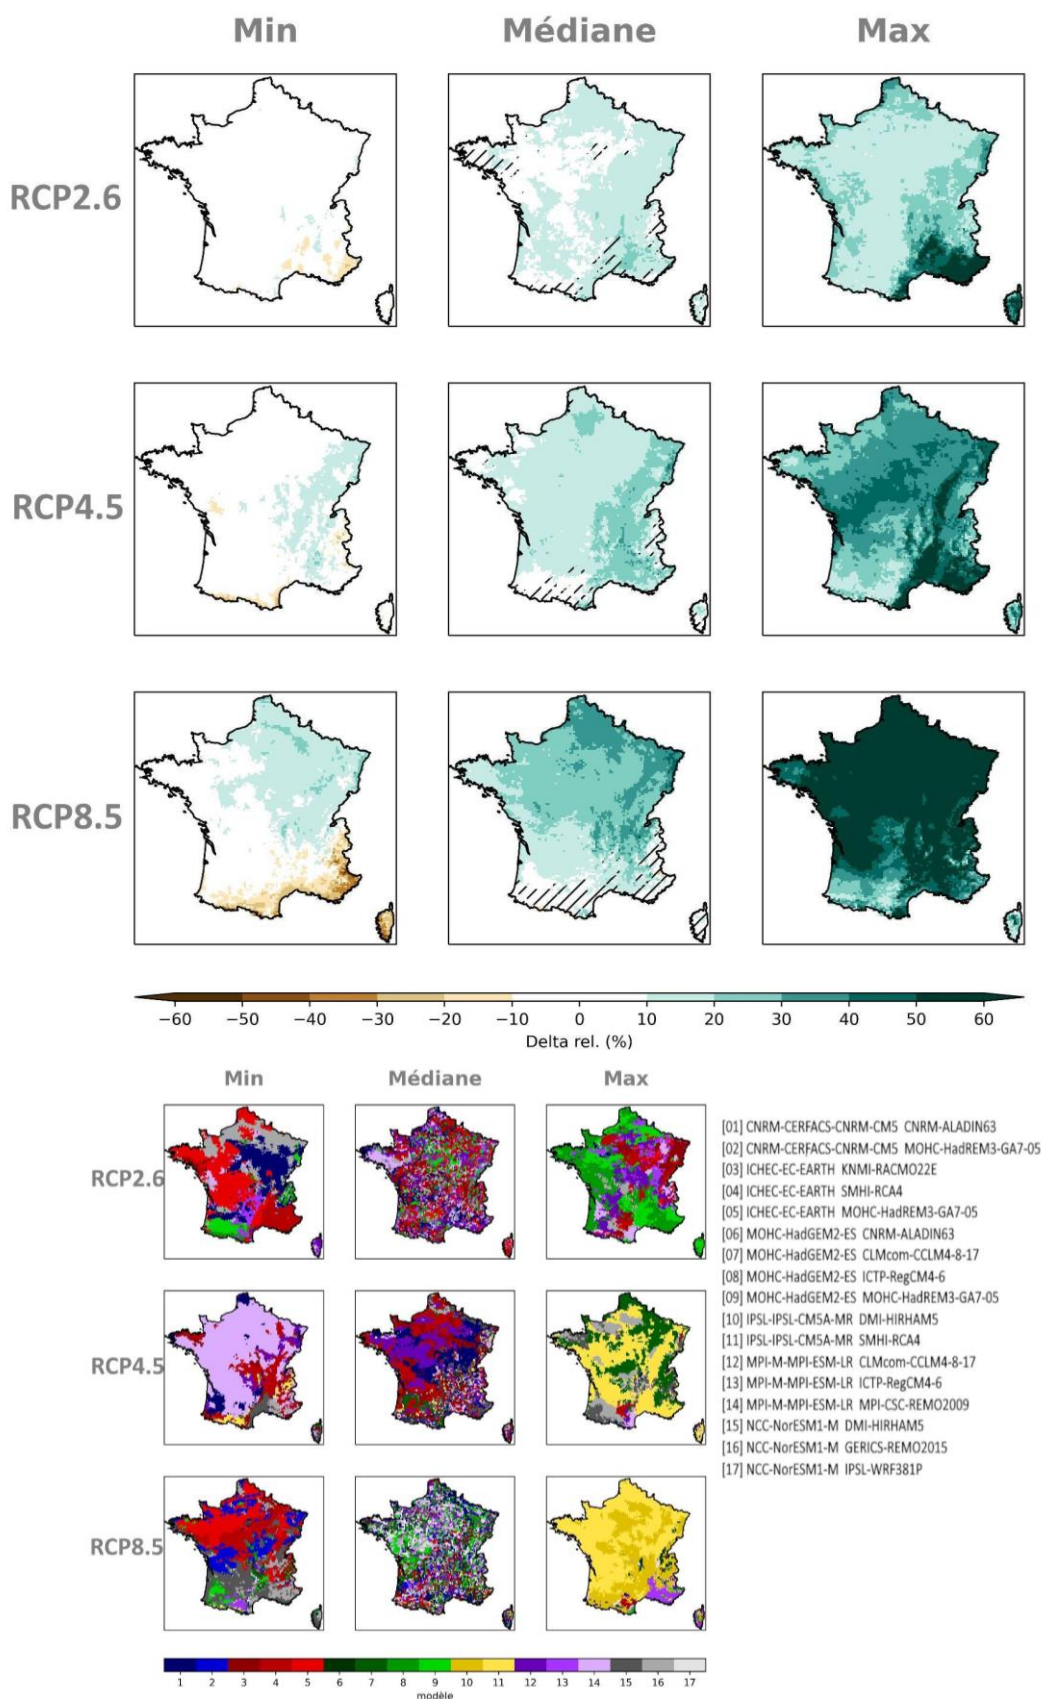 Min Médiane Max
RCP2.6
RCP4.5
RCP8.5
−60 −50 −40 −30 −20 −10 0 10 20 30 40 50 60
Delta rel. (%)
Min Médiane Max
RCP2.6
RCP4.5
RCP8.5
[01] CNRM-CERFACS-CNRM-CM5 CNRM-ALADIN63
[02] CNRM-CERFACS-CNRM-CM5 MOHC-HadREM3-GA7-05
[03] ICHEC-EC-EARTH KNMI-RACMO22E
[04] ICHEC-EC-EARTH SMHI-RCA4
[05] ICHEC-EC-EARTH MOHC-HadREM3-GA7-05
[06] MOHC-HadGEM2-ES CNRM-ALADIN63
[07] MOHC-HadGEM2-ES CLMcom-CCLM4-8-17
[08] MOHC-HadGEM2-ES ICTP-RegCM4-6
[09] MOHC-HadGEM2-ES MOHC-HadREM3-GA7-05
[10] IPSL-IPSL-CM5A-MR DMI-HIRHAM5
[11] IPSL-IPSL-CM5A-MR SMHI-RCA4
[12] MPI-M-MPI-ESM-LR CLMcom-CCLM4-8-17
[13] MPI-M-MPI-ESM-LR ICTP-RegCM4-6
[14] MPI-M-MPI-ESM-LR MPI-CSC-REMO2009
[15] NCC-NorESM1-M DMI-HIRHAM5
[16] NCC-NorESM1-M GERICS-REMO2015
[17] NCC-NorESM1-M IPSL-WRF381P
1 2 3 4 5 6 7 8 9 10 11 12 13 14 15 16 17
modèle